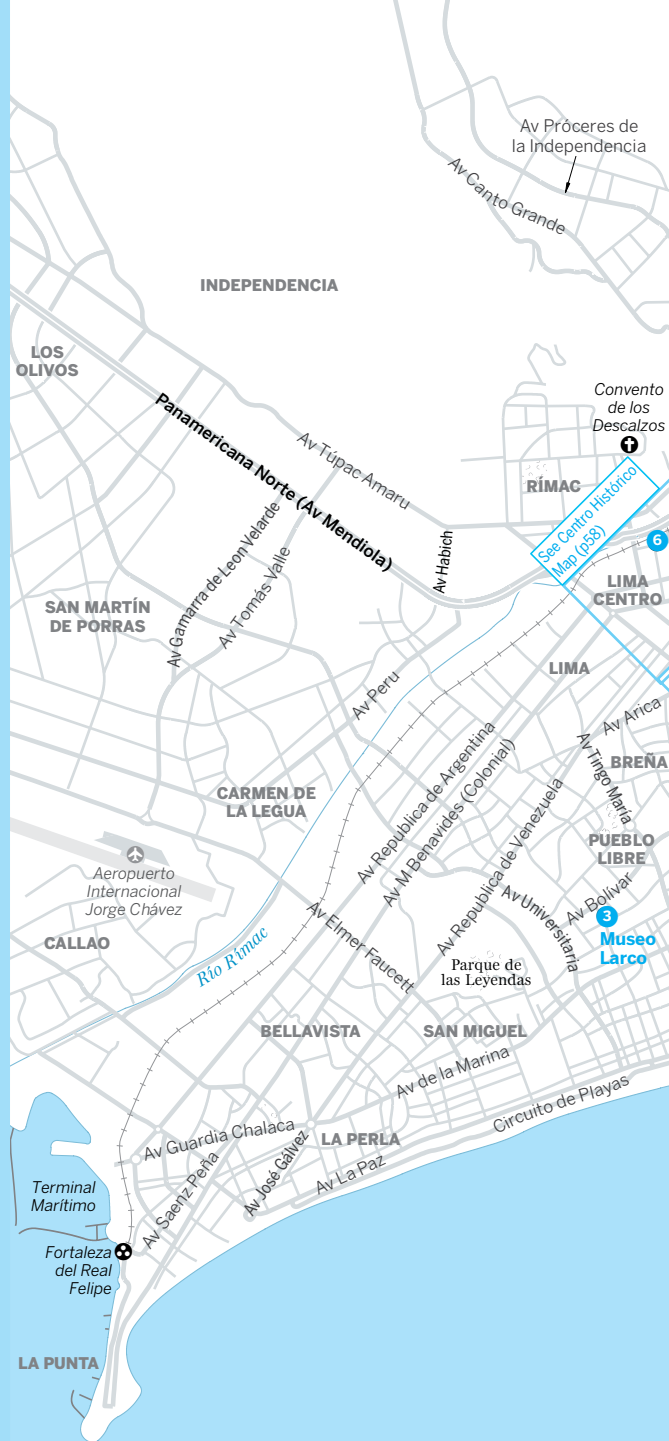 Av Próceres de
la Independencia
Av Canto Grande
INDEPENDENCIA
LOS
OLIVOS
Convento
de los
Descalzos
Panamericana Norte (Av Mendiola)
Av Túpac Amaru
RÍMAC
See Centro Histórico
Map (p58)
6
Av Habich
LIMA
CENTRO
Av Gamarra de Leon Velarde
Av Tomás Valle
SAN MARTÍN
DE PORRAS
LIMA
Av Peru
Av Arica
Av Tingo María
BREÑA
Av Republica de Argentina
Av M Benavides (Colonial)
Av Republica de Venezuela
CARMEN DE
LA LEGUA
PUEBLO
LIBRE
Aeropuerto
Internacional
Jorge Chávez
Av Universitaria
Av Bolívar
3
Museo
Larco
Av Elmer Faucett
CALLAO
Río Rímac
Parque de
las Leyendas
BELLAVISTA
SAN MIGUEL
Av de la Marina
Circuito de Playas
Av Guardia Chalaca
LA PERLA
Av José Gálvez
Av La Paz
Av Saenz Peña
Terminal
Marítimo
Fortaleza
del Real
Felipe
LA PUNTA